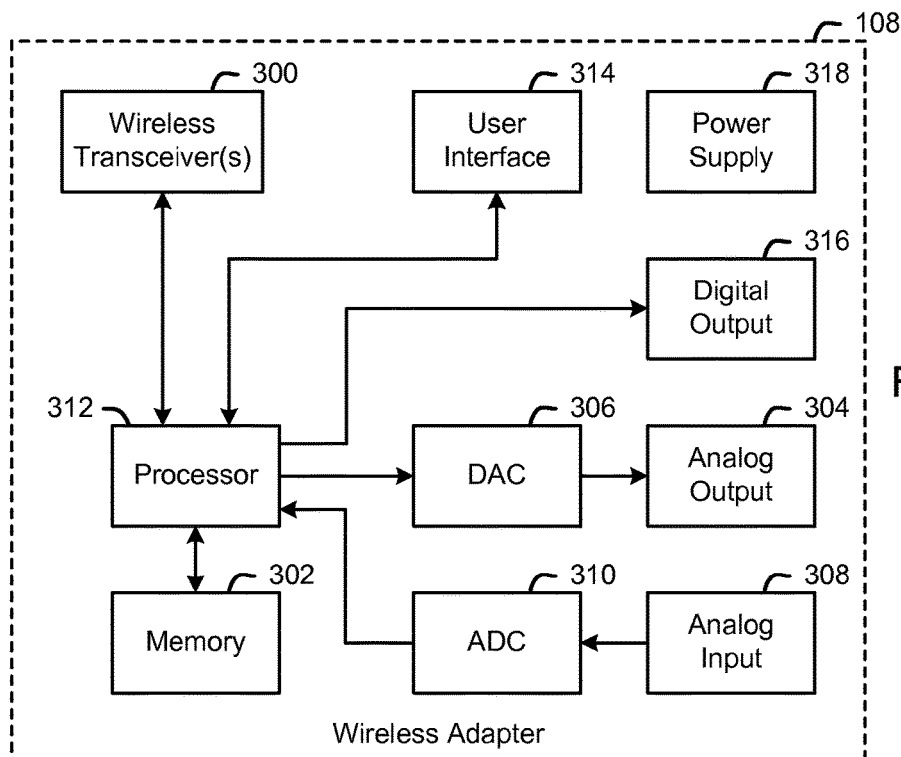 108
300
314
318
Wireless
Transceiver(s)
User
Interface
Power
Supply
316
Digital
Output
312
306
304
Processor
DAC
Analog
Output
302
310
308
Memory
ADC
Analog
Input
Wireless Adapter